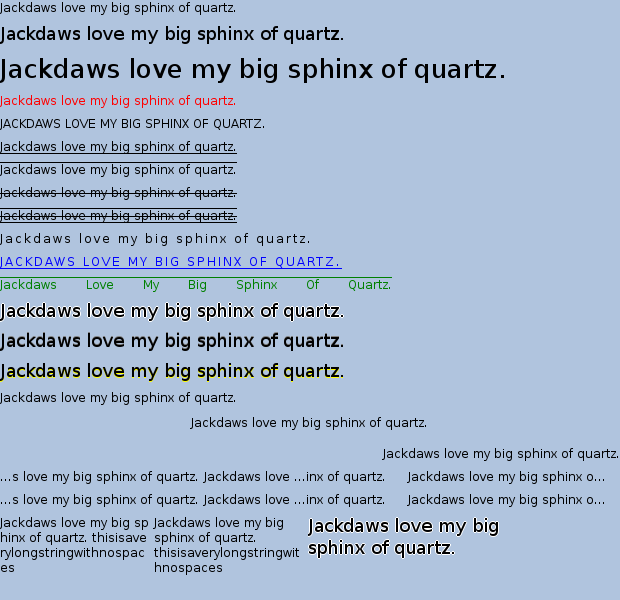 Jackdaws love my big sphinx of quartz.
Jackdaws love my big sphinx of quartz.
Jackdaws love my big sphinx of quartz.
Jackdaws love my big sphinx of quartz.
JACKDAWS LOVE MY BIG SPHINX OF QUARTZ.
Jackdaws love my big sphinx of quartz.
Jackdaws love my big sphinx of quartz.
Jackdaws love my big sphinx of quartz.
Jackdaws love my big sphinx of quartz.
Jackdaws love my big sphinx of quartz.
JACKDAWS LOVE MY BIG SPHINX OF QUARTZ.
Jackdaws Love My Big Sphinx Of Quartz.
Jackdaws love my big sphinx of quartz.
Jackdaws love my big sphinx of quartz.
Jackdaws love my big sphinx of quartz.
Jackdaws love my big sphinx of quartz.
Jackdaws love my big sphinx of quartz.
Jackdaws love my big sphinx of quartz.
…s love my big sphinx of quartz. Jackdaws love …inx of quartz. Jackdaws love my big sphinx o…
…s love my big sphinx of quartz. Jackdaws love …inx of quartz. Jackdaws love my big sphinx o…
Jackdaws love my big sp
hinx of quartz. thisisave
rylongstringwithnospac
es
Jackdaws love my big
sphinx of quartz.
thisisaverylongstringwit
hnospaces
Jackdaws love my big
sphinx of quartz.